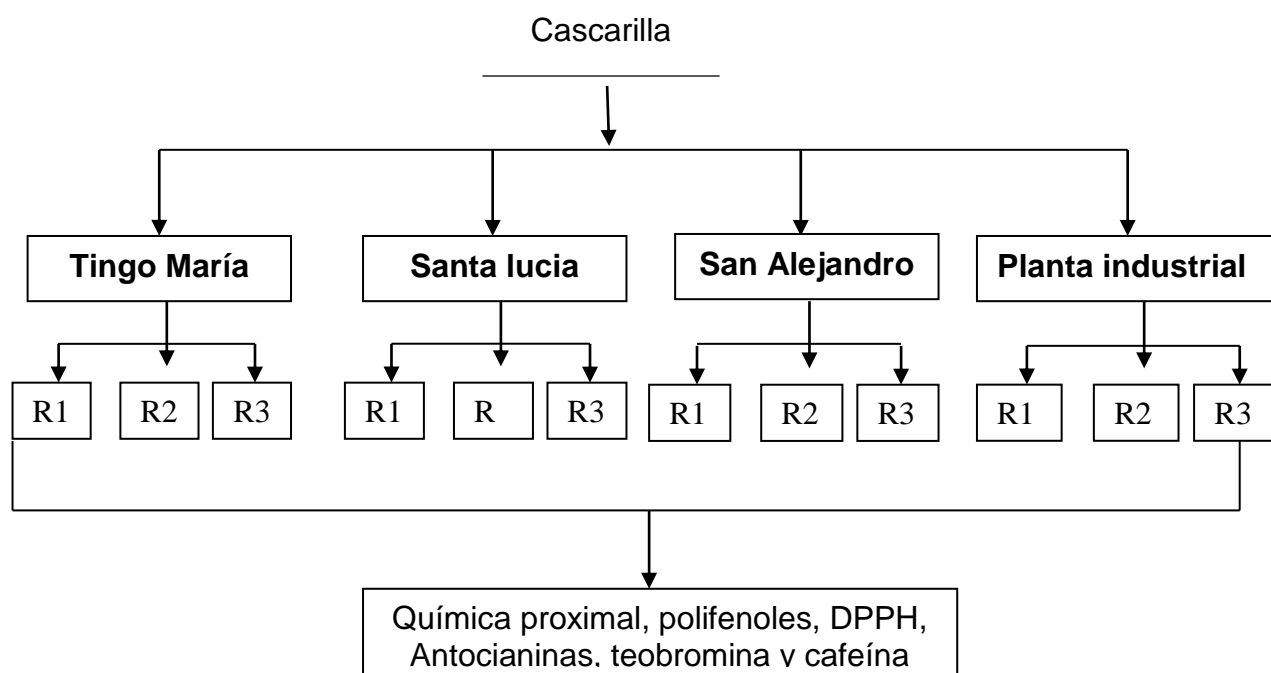 Cascarilla
Tingo María
Santa lucia
San Alejandro
Planta industrial
R1
R2
R3
R1
R
R3
R1
R2
R3
R1
R2
R3
Química proximal, polifenoles, DPPH,
Antocianinas, teobromina y cafeína